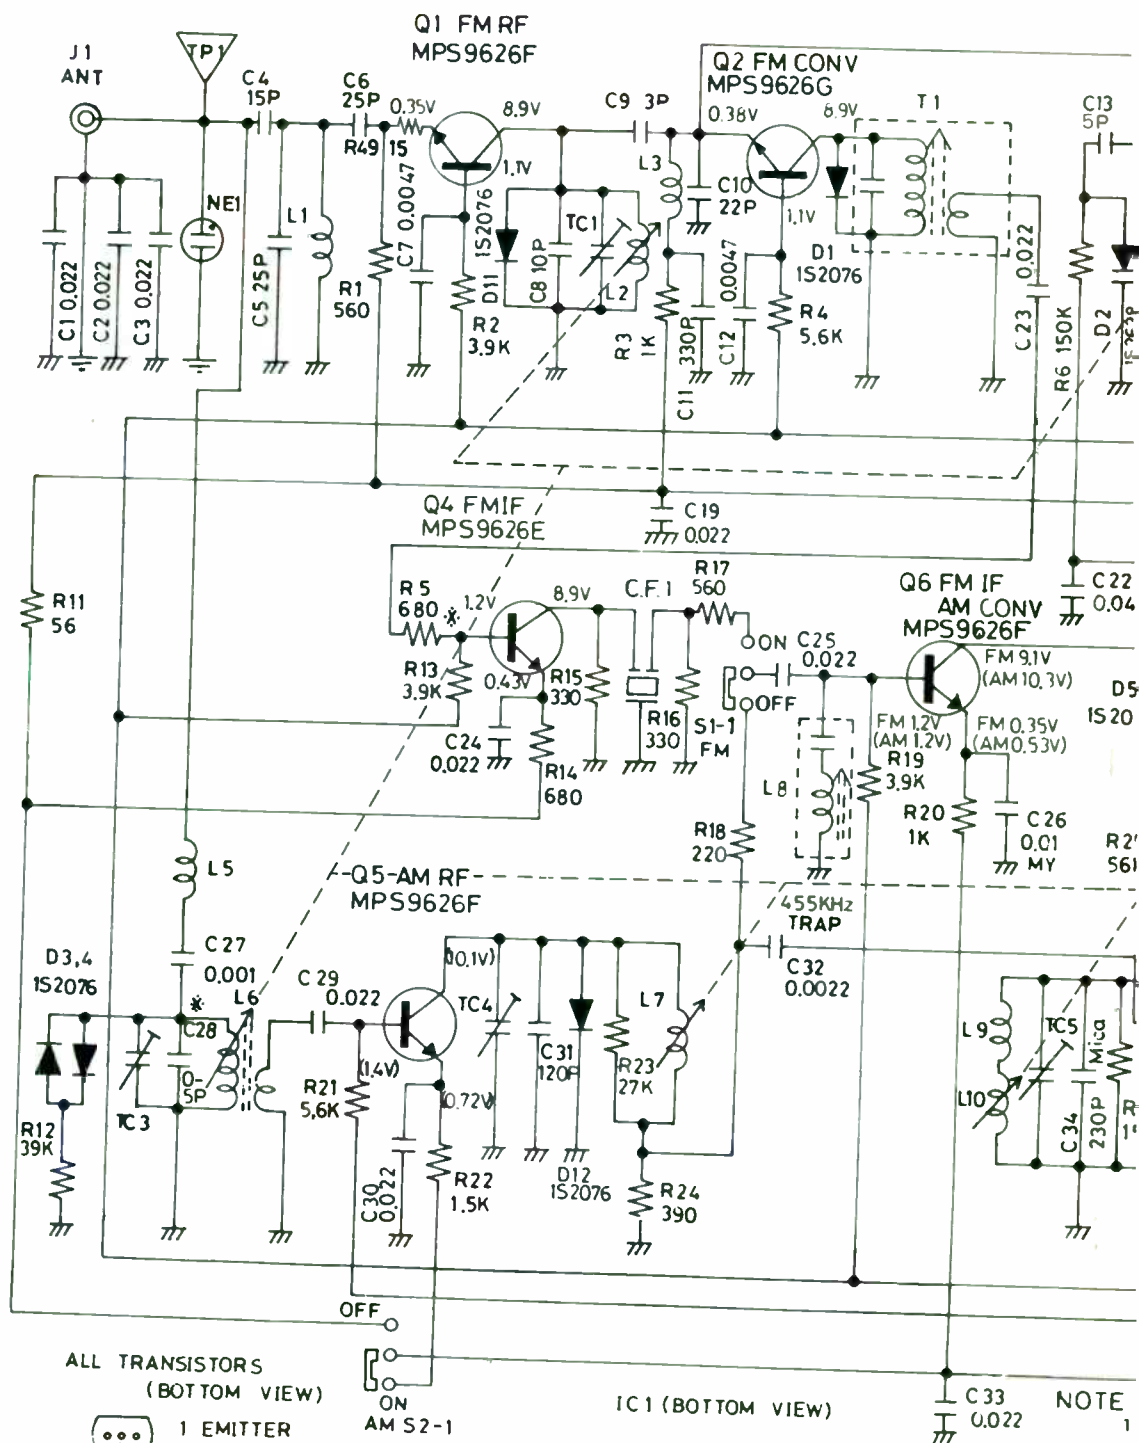 Q1 FM RF
MPS9626F
J1
ANT
TP1
C4
15P
C6
25P
R49 15
0.35V
8.9V
1.1V
C9 3P
Q2 FM CONV
MPS9626G
0.38V
8.9V
T1
C13
5P
NE1
L1
C1 0.022
C2 0.022
C3 0.022
C5 25P
R1
560
C7 0.0047
1S2076
D11
R2
3.9K
C8 10P
TC1
L2
L3
C10
22P
1.1V
R3
1K
C11
330P
C12
0.0047
D1
1S2076
R4
5.6K
C23
0.022
R6 150K
D2
Q4 FM IF
MPS9626E
C19
0.022
R11
56
R5
680
※
1.2V
8.9V
C.F.1
R17
560
ON
R13
3.9K
0.43V
R15
330
R16
330
S1-1
FM
OFF
C24
0.022
R14
680
C25
0.022
Q6 FM IF
AM CONV
MPS9626F
C22
0.04
FM 9.1V
(AM 10.3V)
D5
1S20
FM 1.2V
(AM 1.2V)
FM 0.35V
(AM 0.53V)
R19
3.9K
L8
R20
1K
C26
0.01
MY
R18
220
L5
Q5 AM RF
MPS9626F
455KHz
TRAP
C27
0.001
D3,4
1S2076
※
C28
0-
5P
L6
C29
0.022
(10.1V)
TC4
L7
C32
0.0022
TC3
R12
39K
R21
5.6K
(1.4V)
(0.72V)
C31
120P
R23
27K
D12
1S2076
C30
0.022
R22
1.5K
R24
390
L9
L10
TC5
Mica
C34
230P
OFF
ON
AM S2-1
ALL TRANSISTORS
(BOTTOM VIEW)
1 EMITTER
IC1 (BOTTOM VIEW)
C33
0.022
NOTE
1